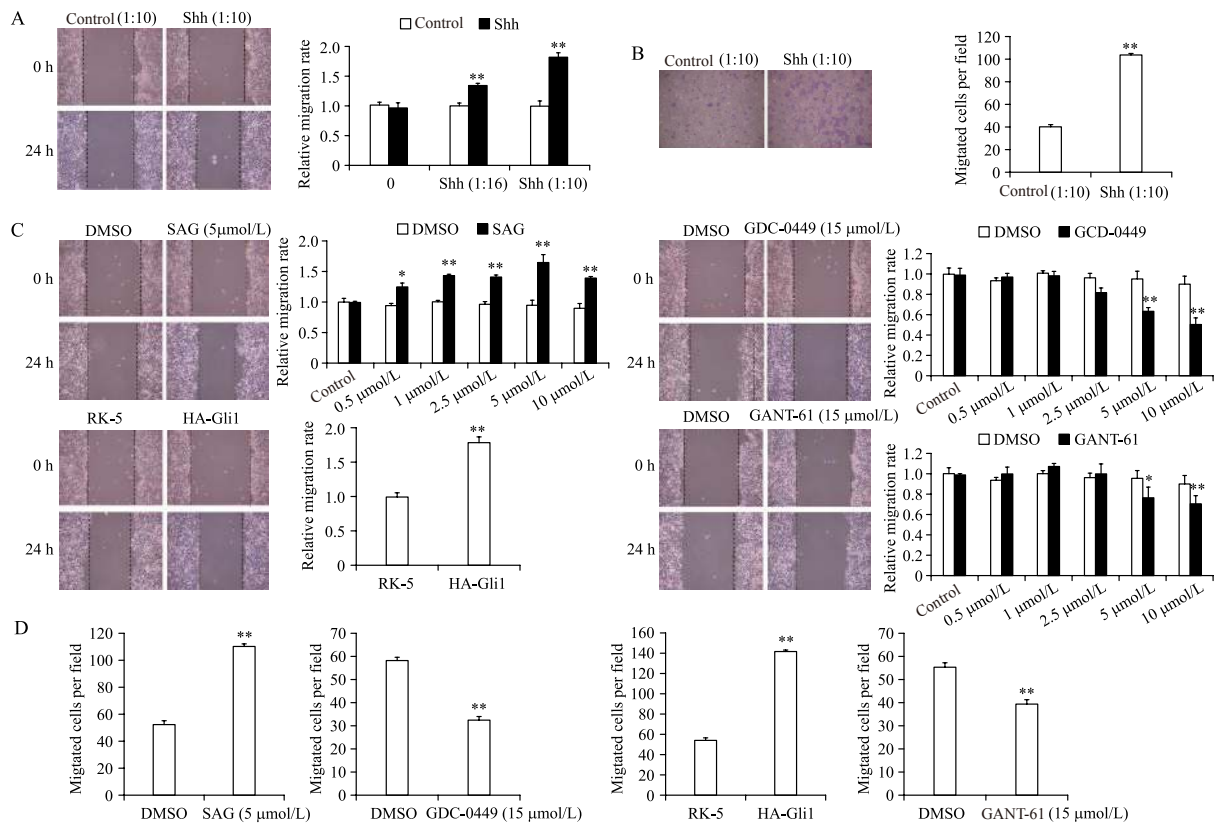 A
Control (1:10) Shh (1:10)
0 h
24 h
Control Shh
Relative migration rate
2.0
1.5
1.0
0.5
0
** **
0 Shh (1:16) Shh (1:10)
B
Control (1:10) Shh (1:10)
Migtated cells per field
120
100
80
60
40
20
0
**
Control (1:10) Shh (1:10)
C
DMSO SAG (5μmol/L)
0 h
24 h
DMSO SAG
Relative migration rate
2.0
1.5
1.0
0.5
0
* ** ** ** **
Control 0.5 μmol/L 1 μmol/L 2.5 μmol/L 5 μmol/L 10 μmol/L
DMSO GDC-0449 (15 μmol/L)
0 h
24 h
DMSO GCD-0449
Relative migration rate
1.2
1.0
0.8
0.6
0.4
0.2
0
** **
Control 0.5 μmol/L 1 μmol/L 2.5 μmol/L 5 μmol/L 10 μmol/L
RK-5 HA-Gli1
0 h
24 h
Relative migration rate
2.0
1.5
1.0
0.5
0
**
RK-5 HA-Gli1
DMSO GANT-61 (15 μmol/L)
0 h
24 h
DMSO GANT-61
Relative migration rate
1.2
1.0
0.8
0.6
0.4
0.2
0
* **
Control 0.5 μmol/L 1 μmol/L 2.5 μmol/L 5 μmol/L 10 μmol/L
D
Migtated cells per field
120
100
80
60
40
20
0
**
DMSO SAG (5 μmol/L)
Migtated cells per field
70
60
50
40
30
20
10
0
**
DMSO GDC-0449 (15 μmol/L)
Migtated cells per field
160
140
120
100
80
60
40
20
0
**
RK-5 HA-Gli1
Migtated cells per field
70
60
50
40
30
20
10
0
**
DMSO GANT-61 (15 μmol/L)